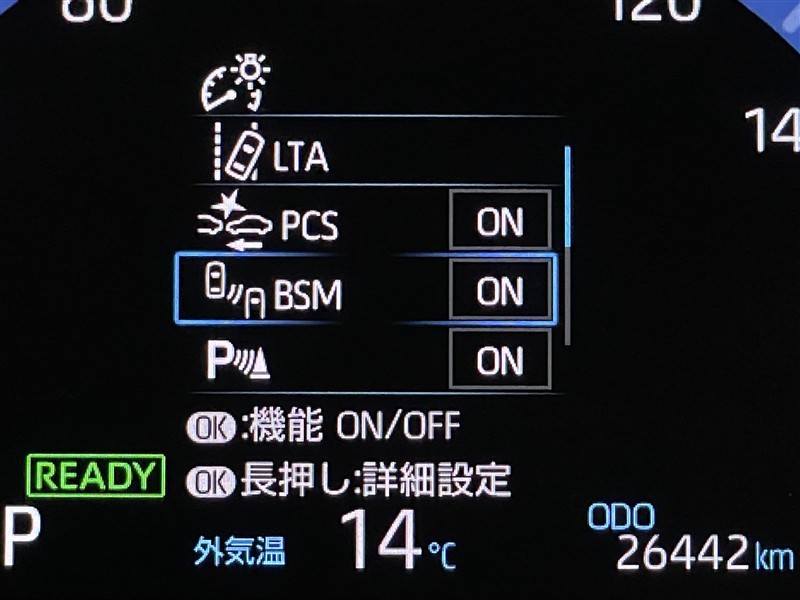 120
14
LTA
PCS ON
BSM ON
P ON
OK:機能 ON/OFF
READY
OK長押し:詳細設定
P
外気温 14℃
ODO
26442km